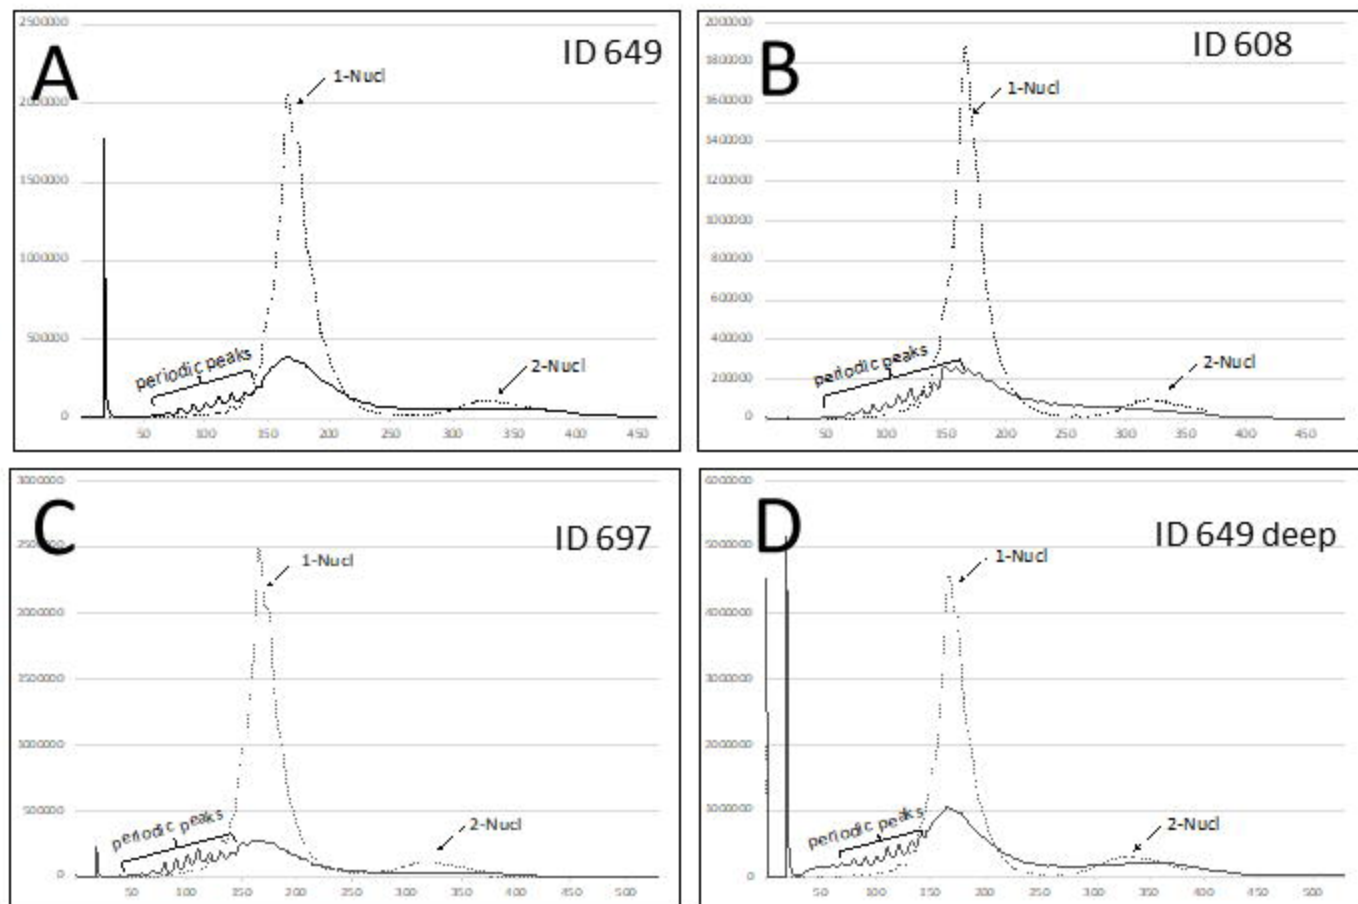 A
ID 649
2500000
2000000
1500000
1000000
500000
0
1-Nucl
periodic peaks
2-Nucl
50 100 150 200 250 300 350 400 450
B
ID 608
2000000
1800000
1600000
1400000
1200000
1000000
800000
600000
400000
200000
0
1-Nucl
periodic peaks
2-Nucl
50 100 150 200 250 300 350 400 450
C
ID 697
3000000
2500000
2000000
1500000
1000000
500000
0
1-Nucl
periodic peaks
2-Nucl
50 100 150 200 250 300 350 400 450 500
D
ID 649 deep
6000000
5000000
4000000
3000000
2000000
1000000
0
1-Nucl
periodic peaks
2-Nucl
50 100 150 200 250 300 350 400 450 500